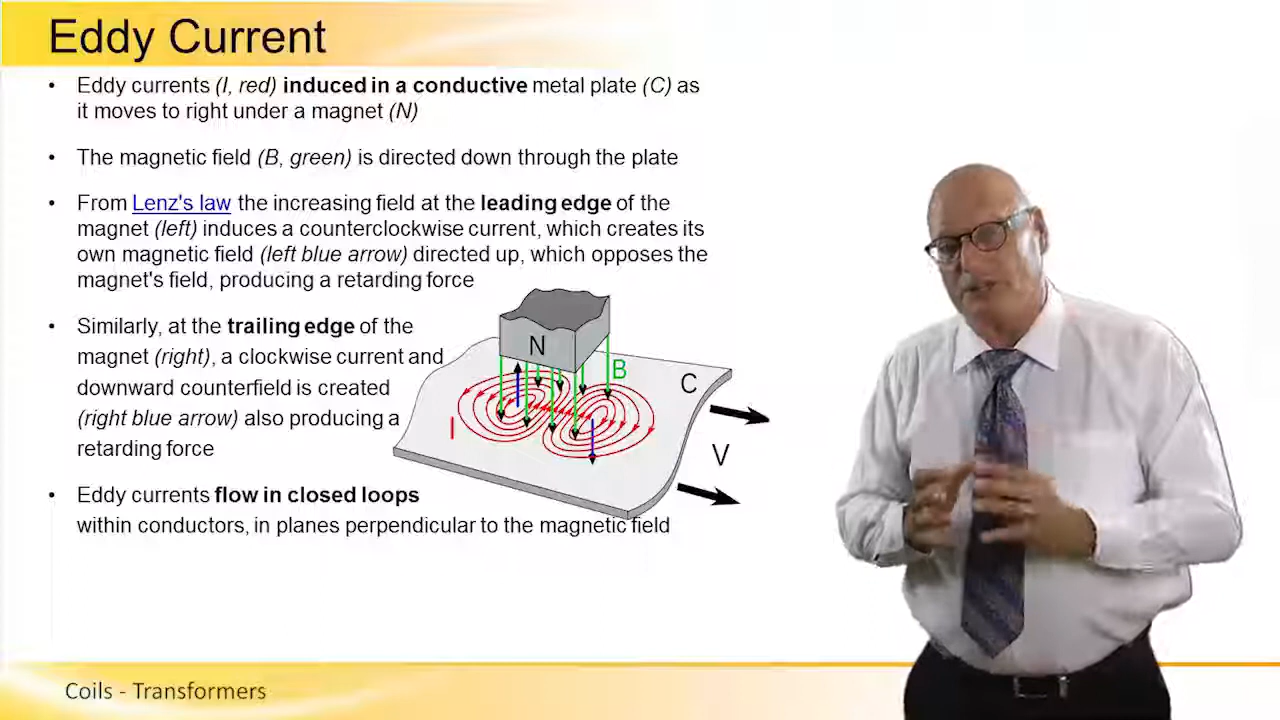 Eddy Current
• Eddy currents (I, red) induced in a conductive metal plate (C) as
it moves to right under a magnet (N)
• The magnetic field (B, green) is directed down through the plate
• From Lenz's law the increasing field at the leading edge of the
magnet (left) induces a counterclockwise current, which creates its
own magnetic field (left blue arrow) directed up, which opposes the
magnet's field, producing a retarding force
• Similarly, at the trailing edge of the
magnet (right), a clockwise current and
downward counterfield is created
(right blue arrow) also producing a
retarding force
• Eddy currents flow in closed loops
within conductors, in planes perpendicular to the magnetic field
N
B
C
I
V
Coils - Transformers